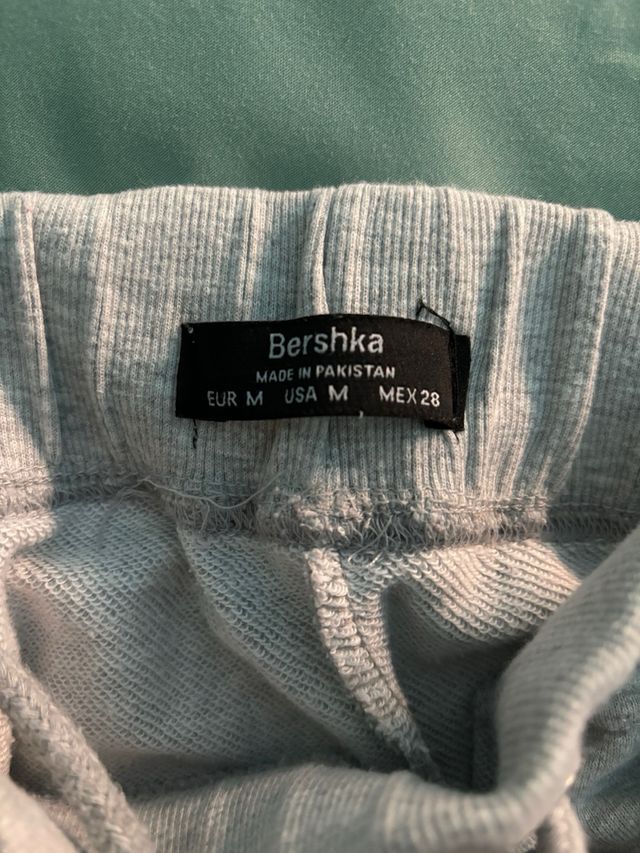 Bershka
MADE IN PAKISTAN
EUR M USA M MEX 28